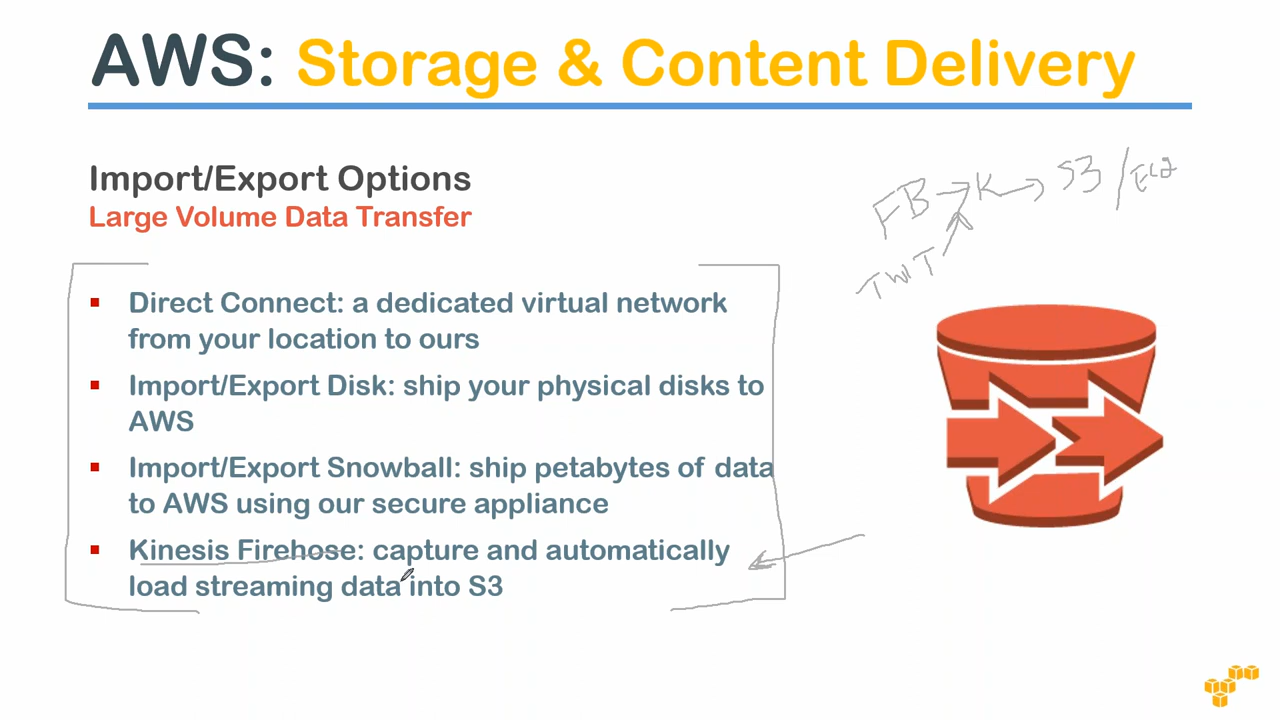 AWS: Storage & Content Delivery
Import/Export Options
Large Volume Data Transfer
FB → K → S3 / EC2
TWIT
▪ Direct Connect: a dedicated virtual network
from your location to ours
▪ Import/Export Disk: ship your physical disks to
AWS
▪ Import/Export Snowball: ship petabytes of data
to AWS using our secure appliance
▪ Kinesis Firehose: capture and automatically
load streaming data into S3